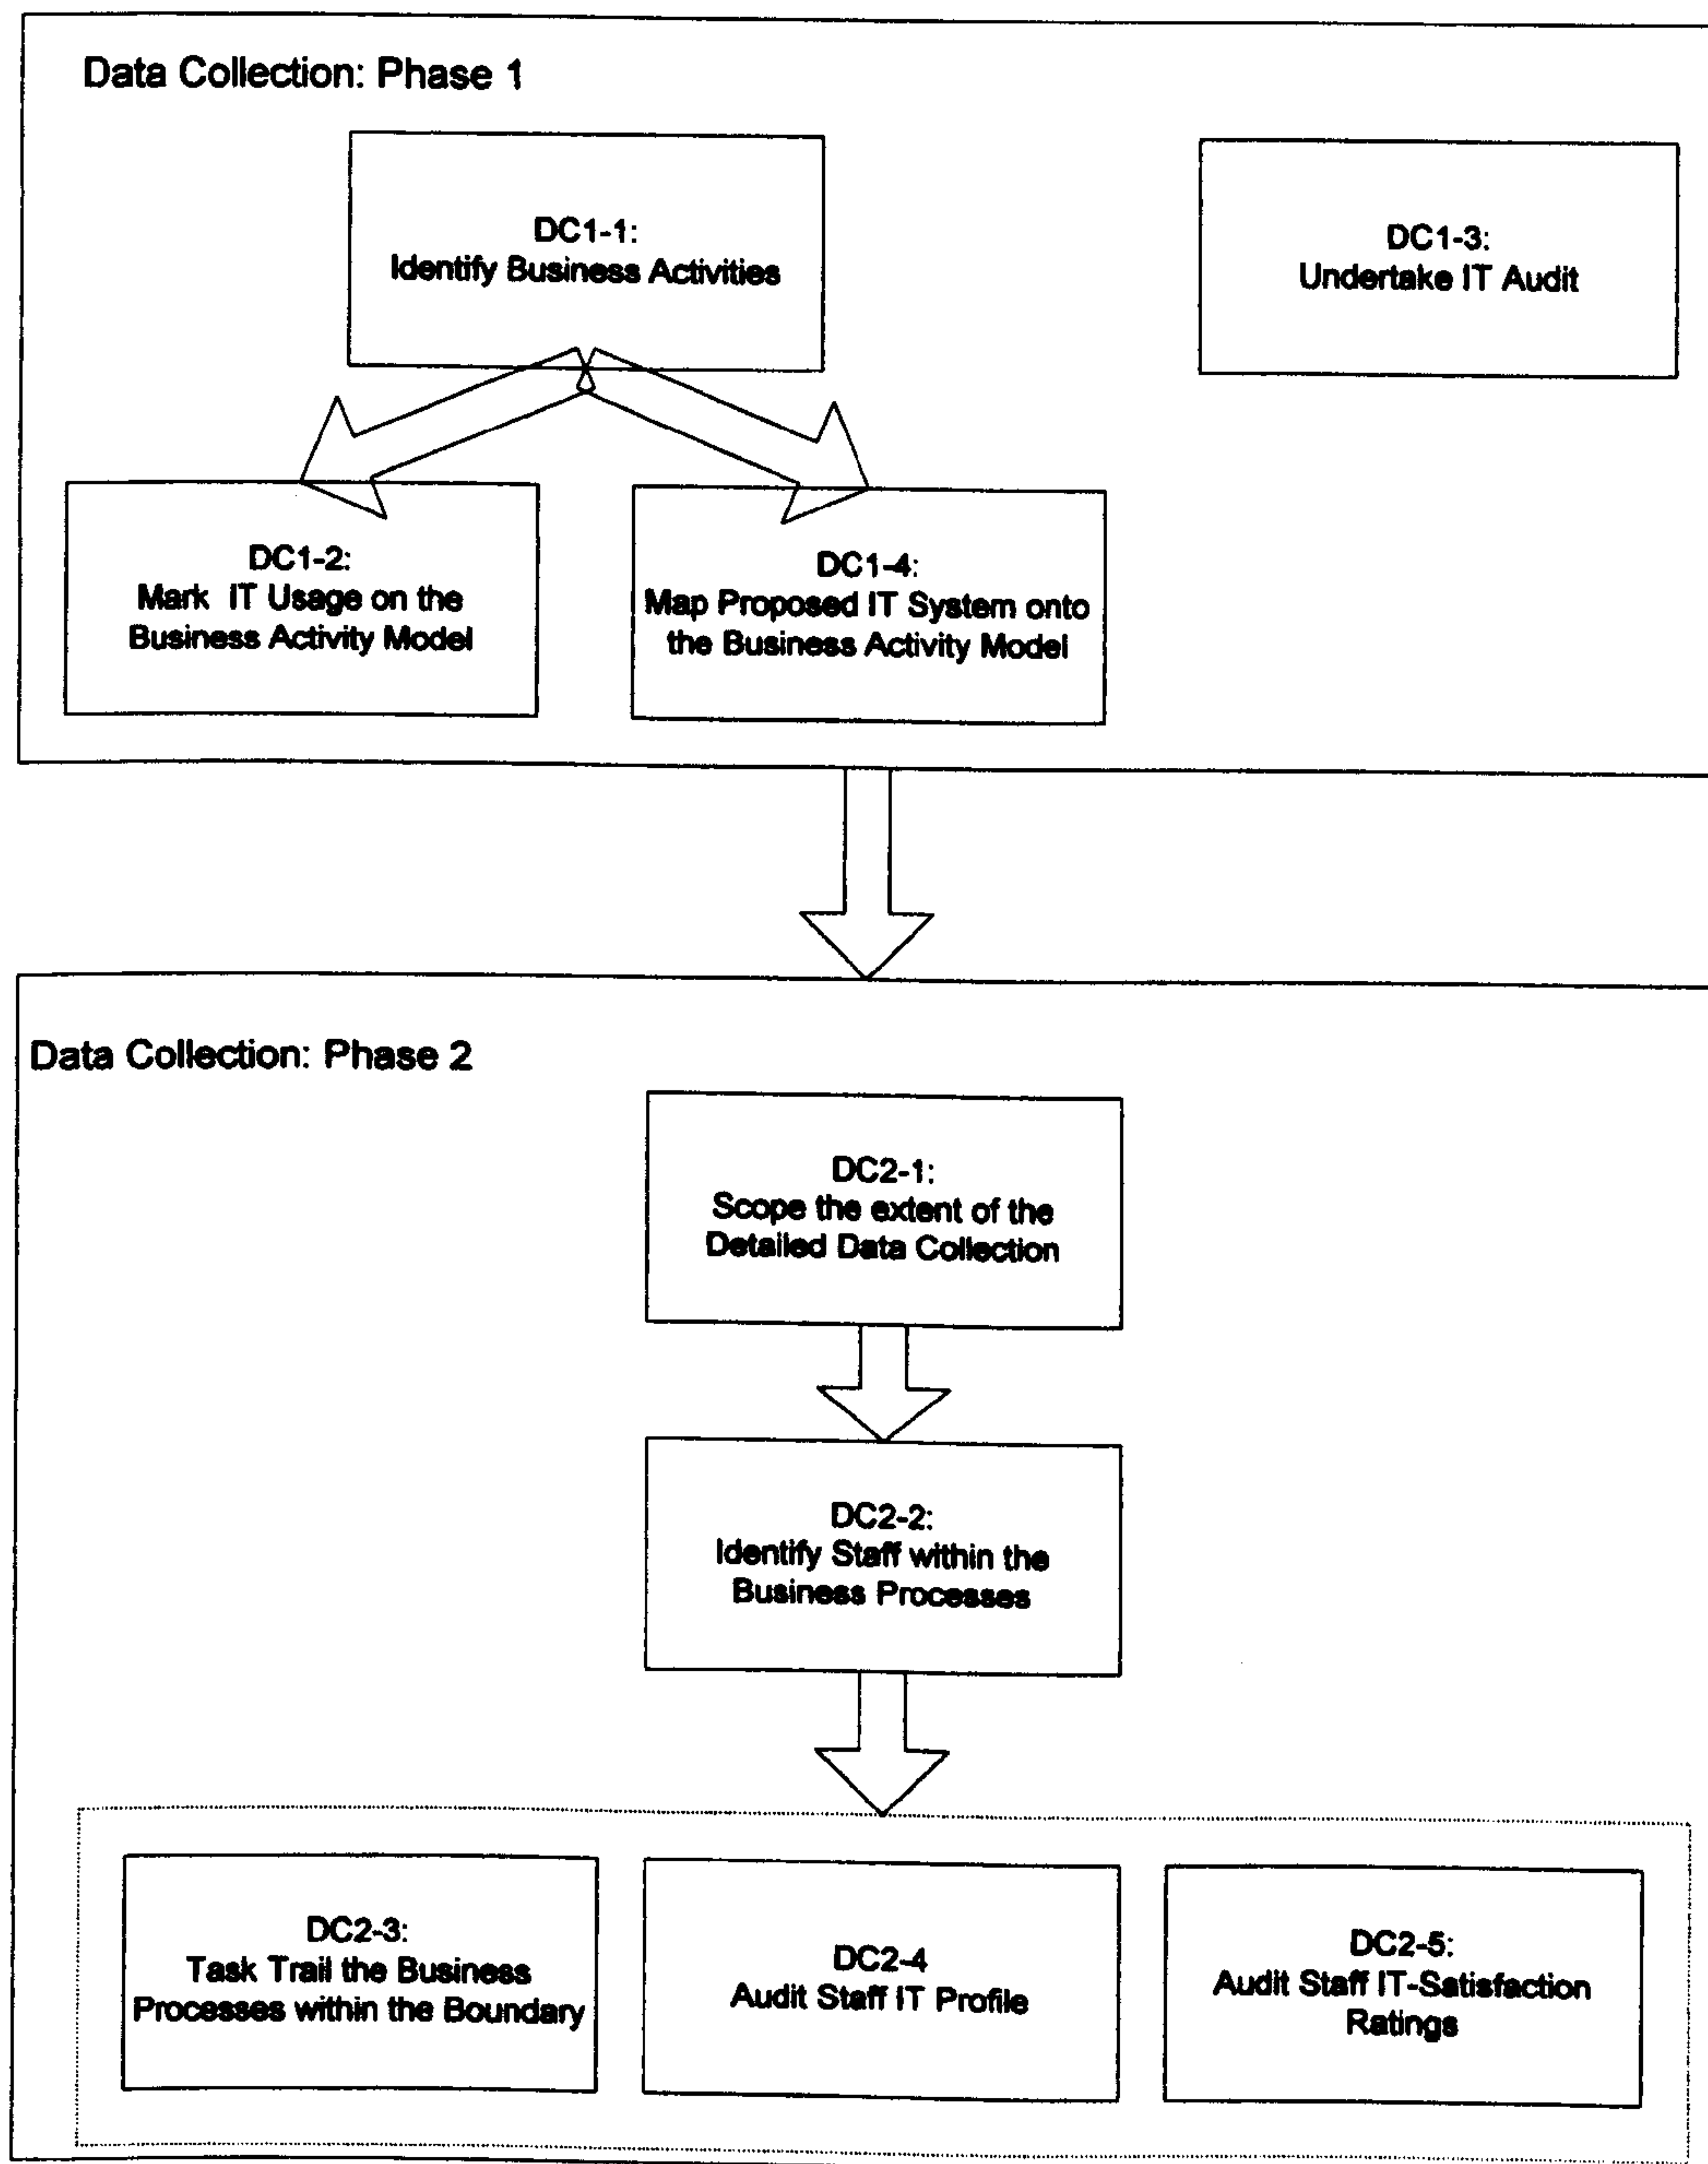 Data Collection: Phase 1
DC1-1:
Identify Business Activities
DC1-3:
Undertake IT Audit
DC1-2:
Mark IT Usage on the
Business Activity Model
DC1-4:
Map Proposed IT System onto
the Business Activity Model
Data Collection: Phase 2
DC2-1:
Scope the extent of the
Detailed Data Collection
DC2-2:
Identify Staff within the
Business Processes
DC2-3:
Task Trail the Business
Processes within the Boundary
DC2-4
Audit Staff IT Profile
DC2-5:
Audit Staff IT-Satisfaction
Ratings